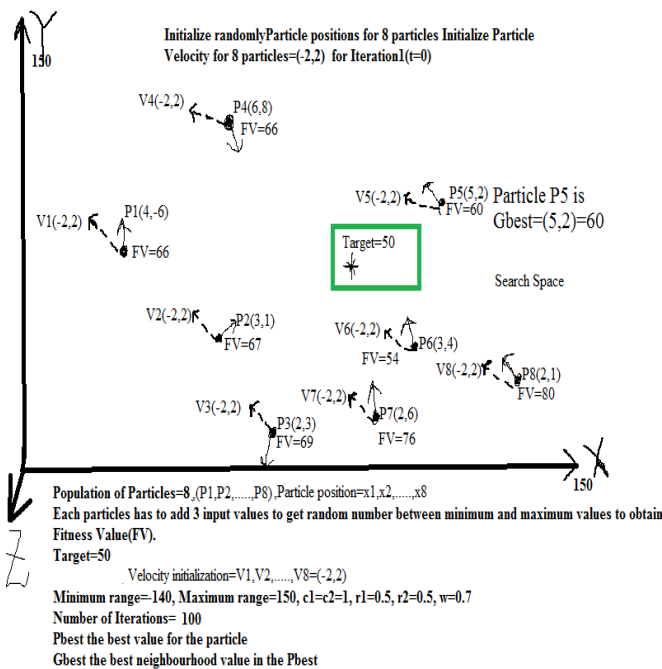 Initialize randomlyParticle positions for 8 particles Initialize Particle
Velocity for 8 particles=(-2,2) for Iteration1(t=0)
Y
150
V4(-2,2)
P4(6,8)
FV=66
V1(-2,2)
P1(4,-6)
FV=66
V5(-2,2)
P5(5,2)
FV=60
Particle P5 is
Gbest=(5,2)=60
Target=50
Search Space
V2(-2,2)
P2(3,1)
FV=67
V6(-2,2)
P6(3,4)
FV=54
V8(-2,2)
P8(2,1)
FV=80
V3(-2,2)
P3(2,3)
FV=69
V7(-2,2)
P7(2,6)
FV=76
X
150
Z
Population of Particles=8 ,(P1,P2,.....,P8) ,Particle position=x1,x2,.....,x8
Each particles has to add 3 input values to get random number between minimum and maximum values to obtain
Fitness Value(FV).
Target=50
Velocity initialization=V1,V2,.....,V8=(-2,2)
Minimum range=-140, Maximum range=150, c1=c2=1, r1=0.5, r2=0.5, w=0.7
Number of Iterations= 100
Pbest the best value for the particle
Gbest the best neighbourhood value in the Pbest